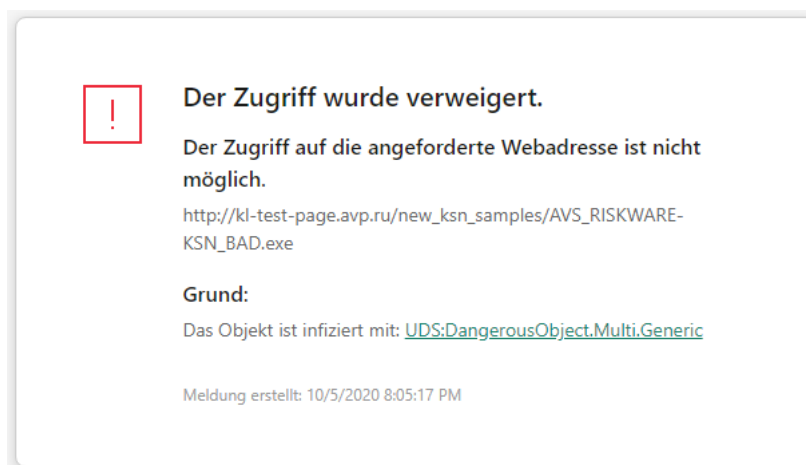 !
Der Zugriff wurde verweigert.
Der Zugriff auf die angeforderte Webadresse ist nicht
möglich.
http://kl-test-page.avp.ru/new_ksn_samples/AVS_RISKWARE-
KSN_BAD.exe
Grund:
Das Objekt ist infiziert mit: UDS:DangerousObject.Multi.Generic
Meldung erstellt: 10/5/2020 8:05:17 PM